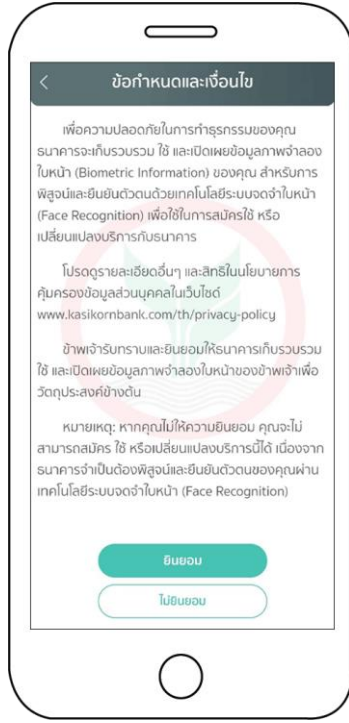 ข้อกำหนดและเงื่อนไข
เพื่อความปลอดภัยในการทำธุรกรรมของคุณ
ธนาคารจะเก็บรวบรวม ใช้ และเปิดเผยข้อมูลภาพจำลอง
ใบหน้า (Biometric Information) ของคุณ สำหรับการ
พิสูจน์และยืนยันตัวตนด้วยเทคโนโลยีระบบจดจำใบหน้า
(Face Recognition) เพื่อใช้ในการสมัครใช้ หรือ
เปลี่ยนแปลงบริการกับธนาคาร
โปรดดูรายละเอียดอื่นๆ และสิทธิในนโยบายการ
คุ้มครองข้อมูลส่วนบุคคลในเว็บไซต์
www.kasikornbank.com/th/privacy-policy
ข้าพเจ้ารับทราบและยินยอมให้ธนาคารเก็บรวบรวม
ใช้ และเปิดเผยข้อมูลภาพจำลองใบหน้าของข้าพเจ้าเพื่อ
วัตถุประสงค์ข้างต้น
หมายเหตุ: หากคุณไม่ให้ความยินยอม คุณจะไม่
สามารถสมัคร ใช้ หรือเปลี่ยนแปลงบริการนี้ได้ เนื่องจาก
ธนาคารจำเป็นต้องพิสูจน์และยืนยันตัวตนของคุณผ่าน
เทคโนโลยีระบบจดจำใบหน้า (Face Recognition)
ยินยอม
ไม่ยินยอม